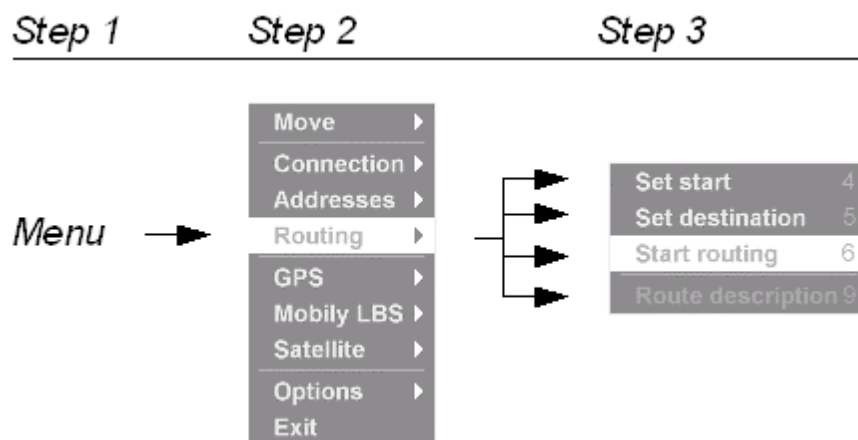 Step 1 Step 2 Step 3
Menu
Move
Connection
Addresses
Routing
GPS
Mobily LBS
Satellite
Options
Exit
Set start 4
Set destination 5
Start routing 6
Route description 9